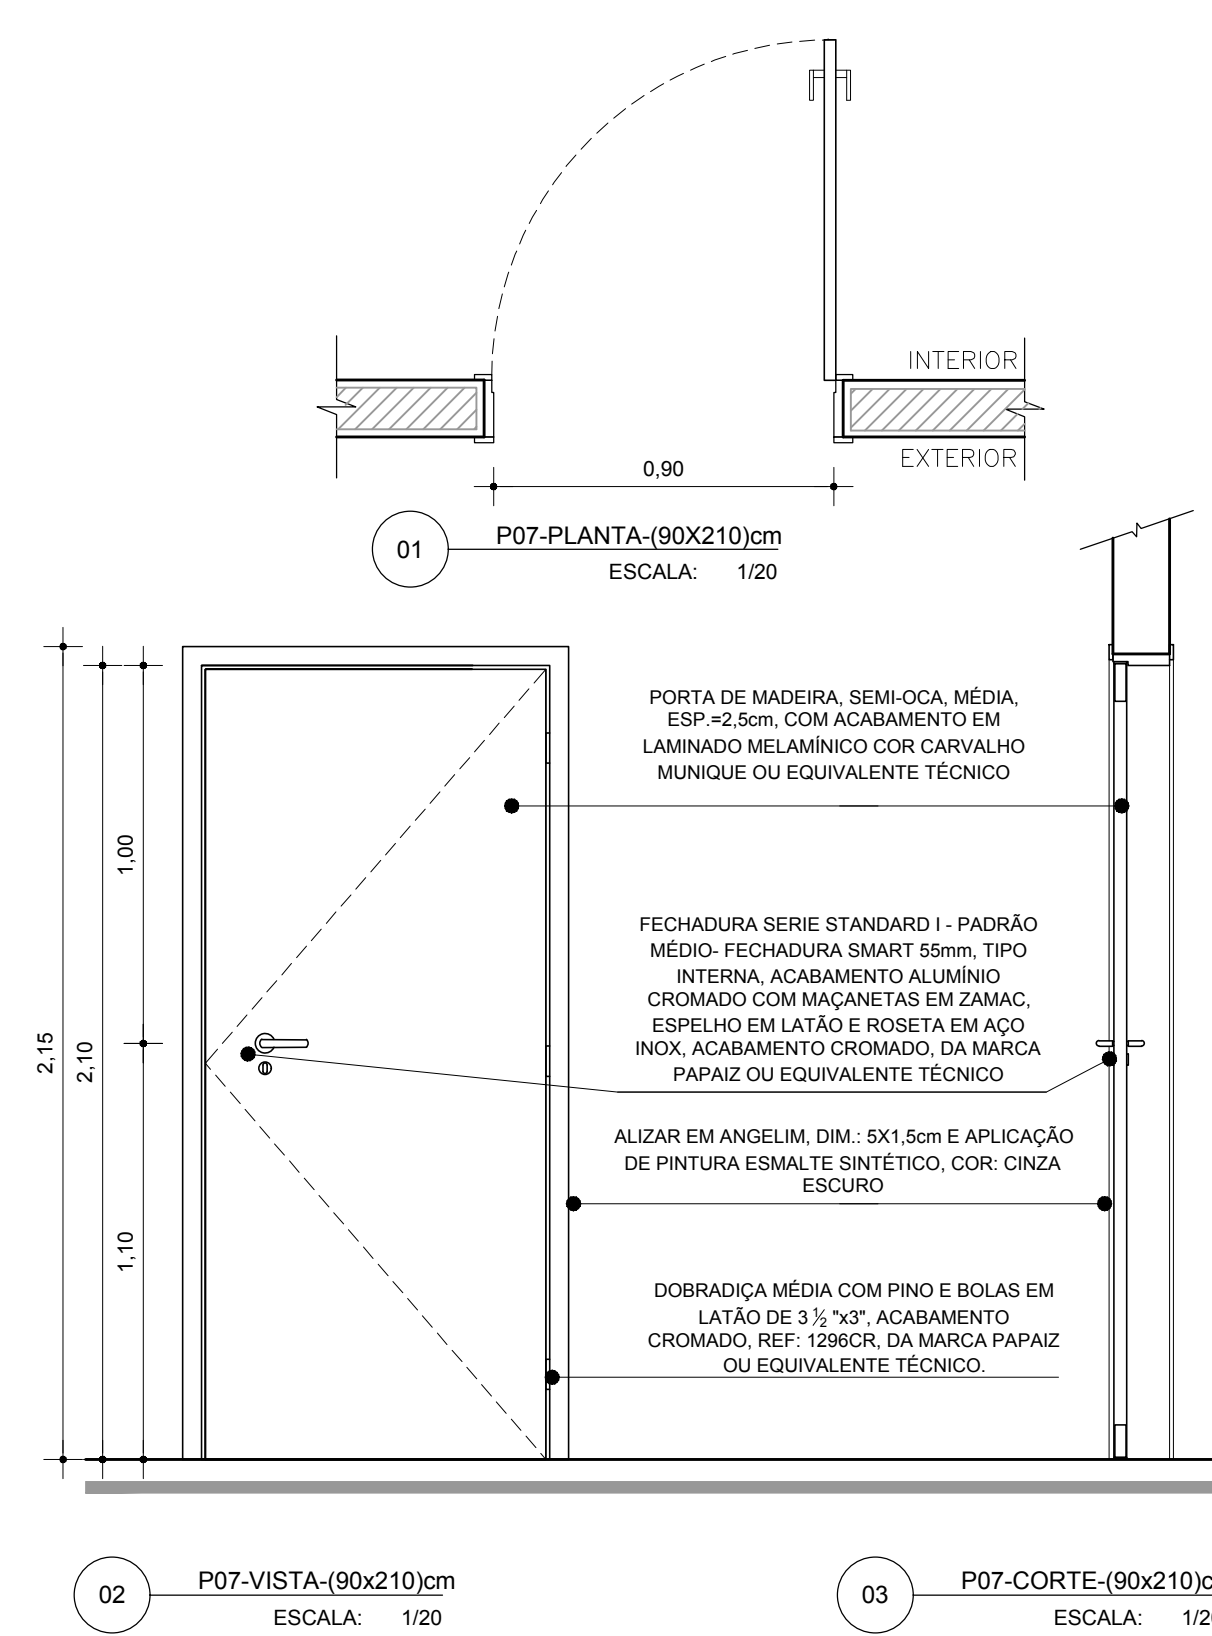 INTERIOR
EXTERIOR
0,90
01
P07-PLANTA-(90X210)cm
ESCALA: 1/20
PORTA DE MADEIRA, SEMI-OCA, MÉDIA,
ESP.=2,5cm, COM ACABAMENTO EM
LAMINADO MELAMÍNICO COR CARVALHO
MUNIQUE OU EQUIVALENTE TÉCNICO
1,00
FECHADURA SERIE STANDARD I - PADRÃO
MÉDIO- FECHADURA SMART 55mm, TIPO
INTERNA, ACABAMENTO ALUMÍNIO
CROMADO COM MAÇANETAS EM ZAMAC,
ESPELHO EM LATÃO E ROSETA EM AÇO
INOX, ACABAMENTO CROMADO, DA MARCA
PAPAIZ OU EQUIVALENTE TÉCNICO
2,15
2,10
ALIZAR EM ANGELIM, DIM.: 5X1,5cm E APLICAÇÃO
DE PINTURA ESMALTE SINTÉTICO, COR: CINZA
ESCURO
1,10
DOBRADIÇA MÉDIA COM PINO E BOLAS EM
LATÃO DE 3 ½ "x3", ACABAMENTO
CROMADO, REF: 1296CR, DA MARCA PAPAIZ
OU EQUIVALENTE TÉCNICO.
02
P07-VISTA-(90x210)cm
ESCALA: 1/20
03
P07-CORTE-(90x210)c
ESCALA: 1/2